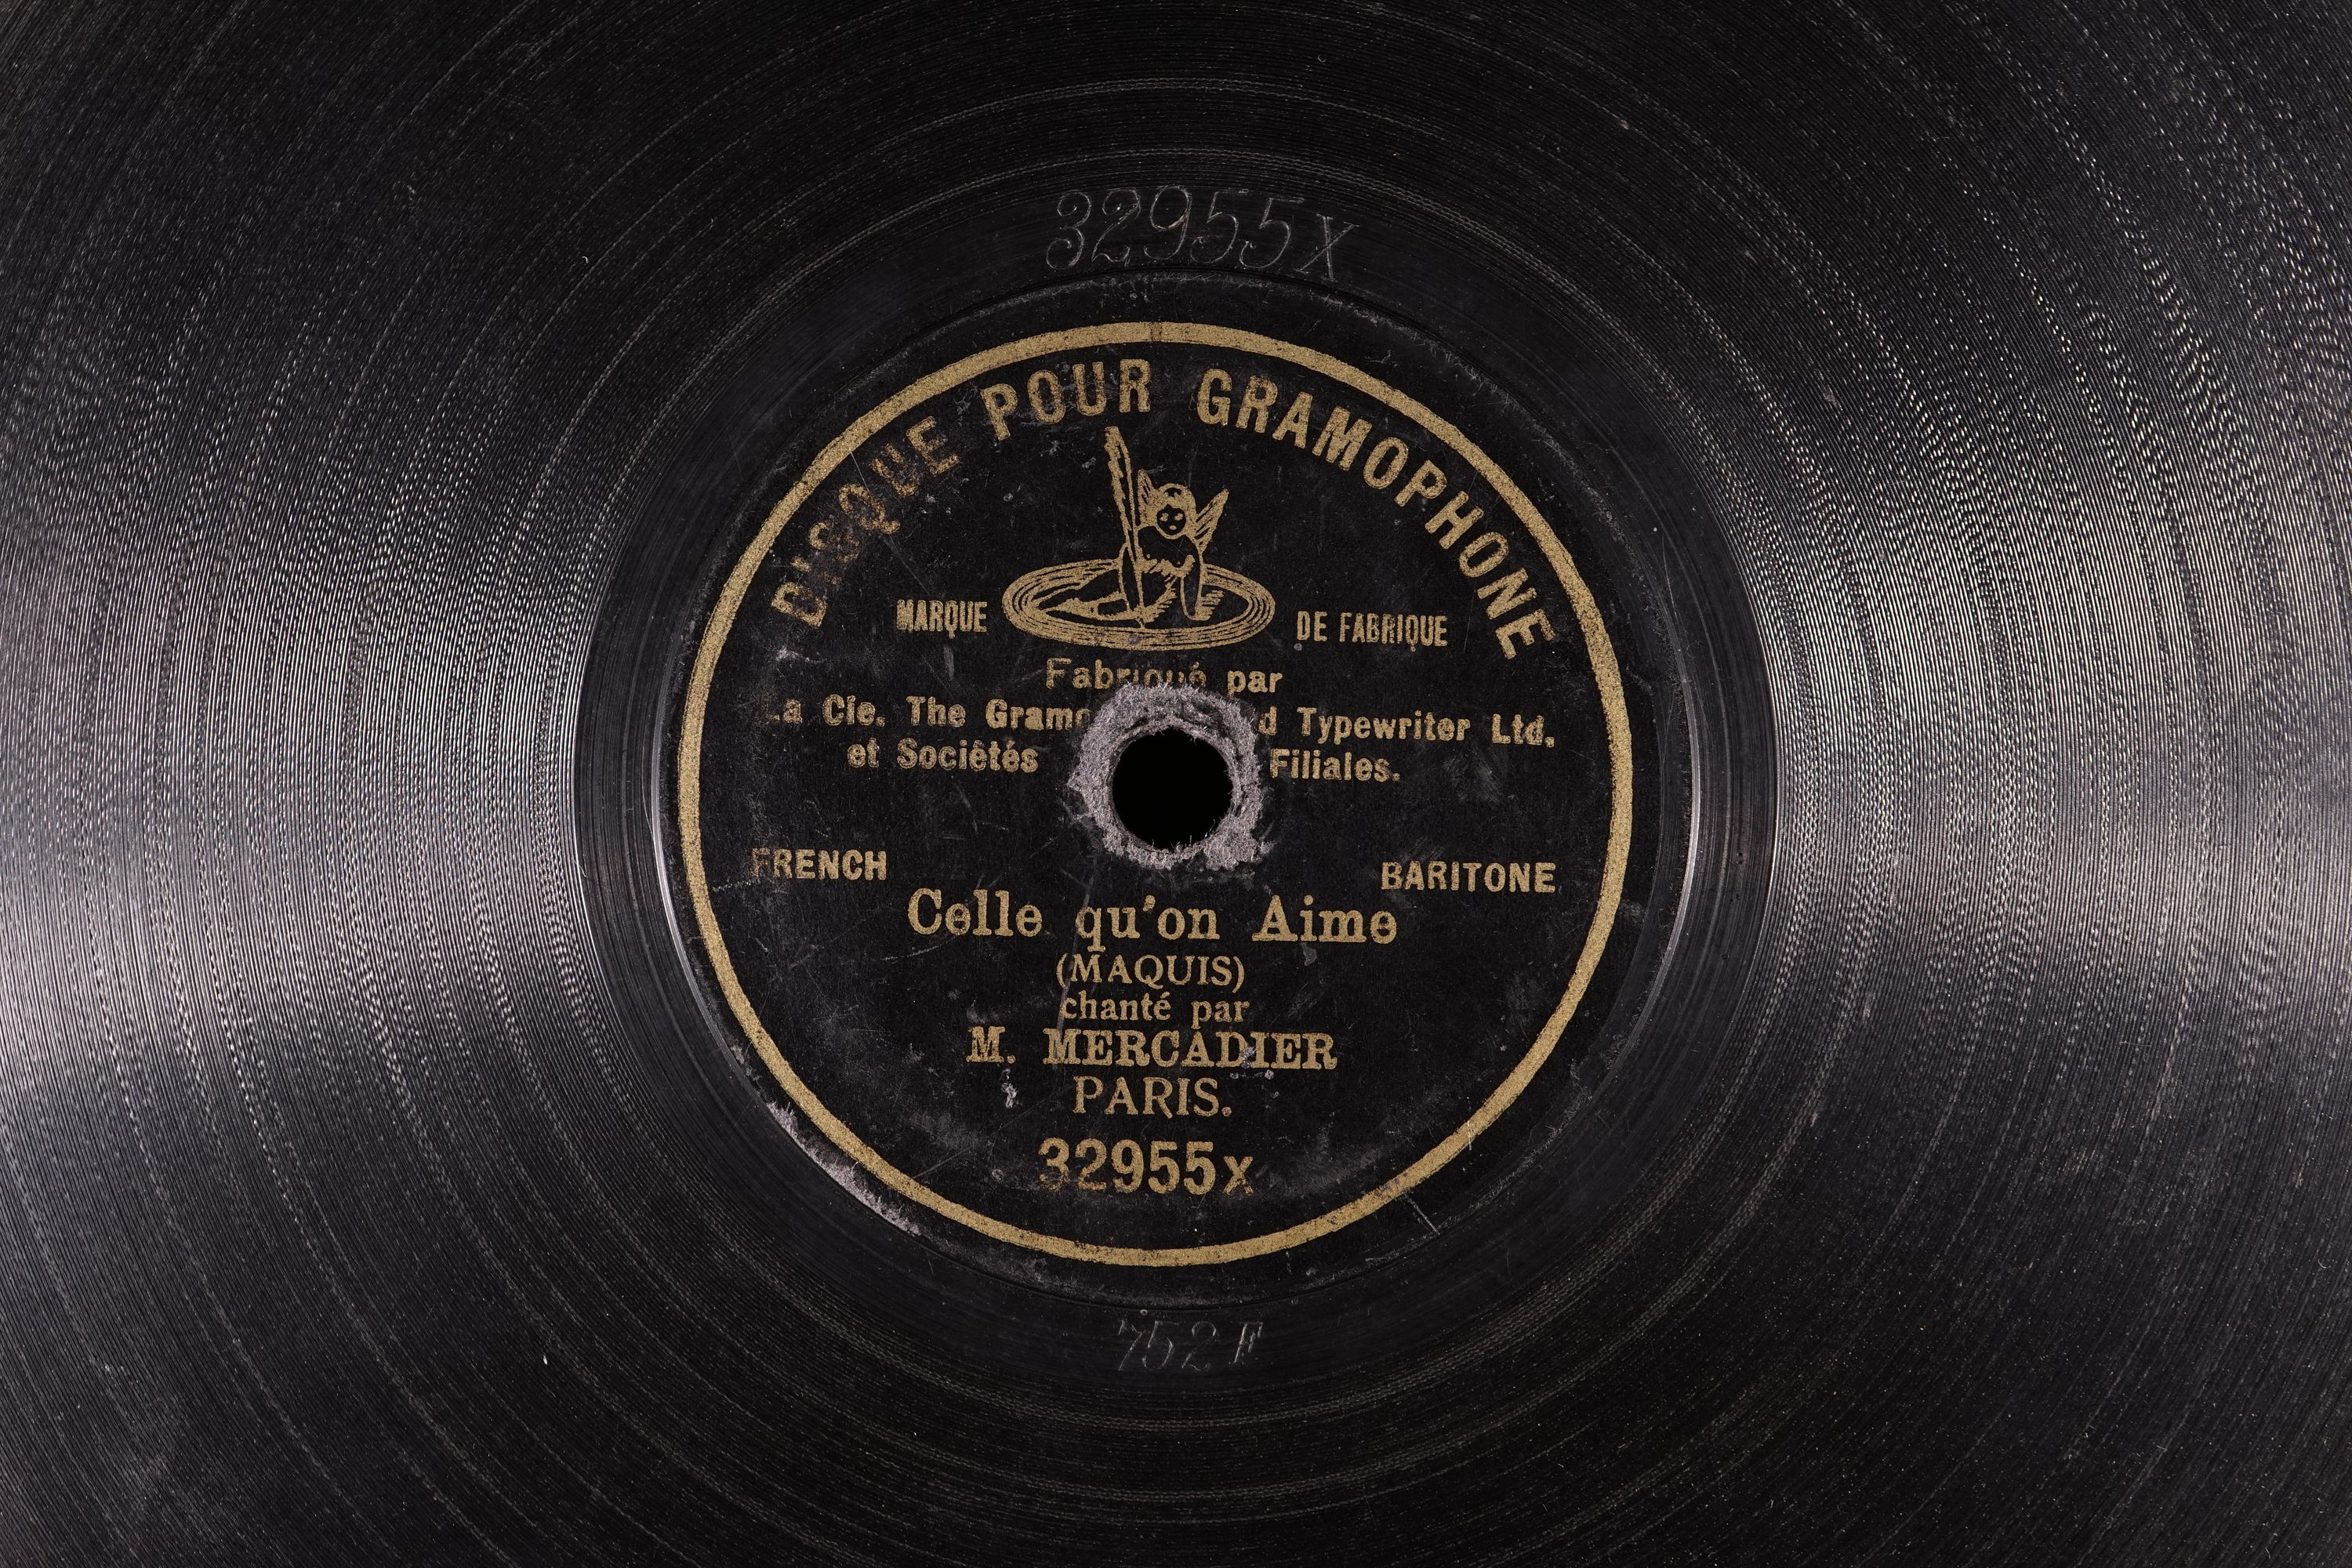 32955X
DISQUE POUR GRAMOPHONE
MARQUE DE FABRIQUE
Fabriqué par
La Cie. The Typewriter Ltd.
et Sociétés Filiales.
FRENCH BARITONE
Celle qu'on Aime
(MAQUIS)
chanté par
M. MERCADIER
PARIS.
32955x
752F